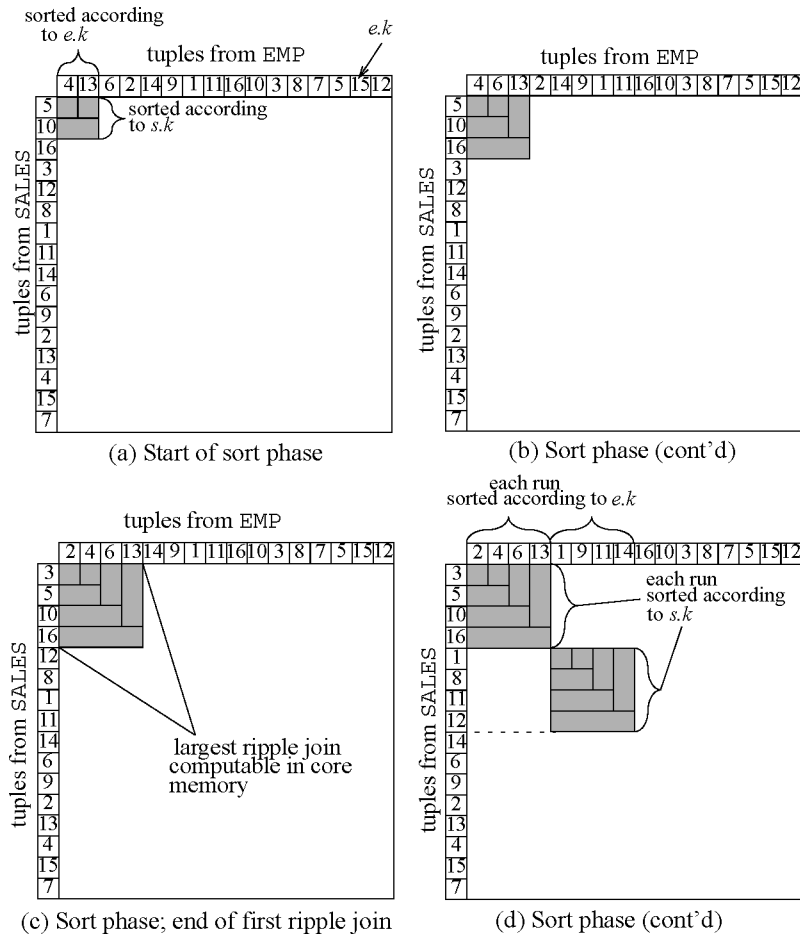 sorted according
to e.k
e.k
tuples from EMP
4 13 6 2 14 9 1 11 16 10 3 8 7 5 15 12
sorted according
to s.k
tuples from SALES
5
10
16
3
12
8
1
11
14
6
9
2
13
4
15
7
(a) Start of sort phase
tuples from EMP
4 6 13 2 14 9 1 11 16 10 3 8 7 5 15 12
tuples from SALES
5
10
16
3
12
8
1
11
14
6
9
2
13
4
15
7
(b) Sort phase (cont'd)
tuples from EMP
2 4 6 13 14 9 1 11 16 10 3 8 7 5 15 12
tuples from SALES
3
5
10
16
12
8
1
11
14
6
9
2
13
4
15
7
largest ripple join
computable in core
memory
(c) Sort phase; end of first ripple join
each run
sorted according to e.k
2 4 6 13 1 9 11 14 16 10 3 8 7 5 15 12
each run
sorted according
to s.k
tuples from SALES
3
5
10
16
1
8
11
12
14
6
9
2
13
4
15
7
(d) Sort phase (cont'd)